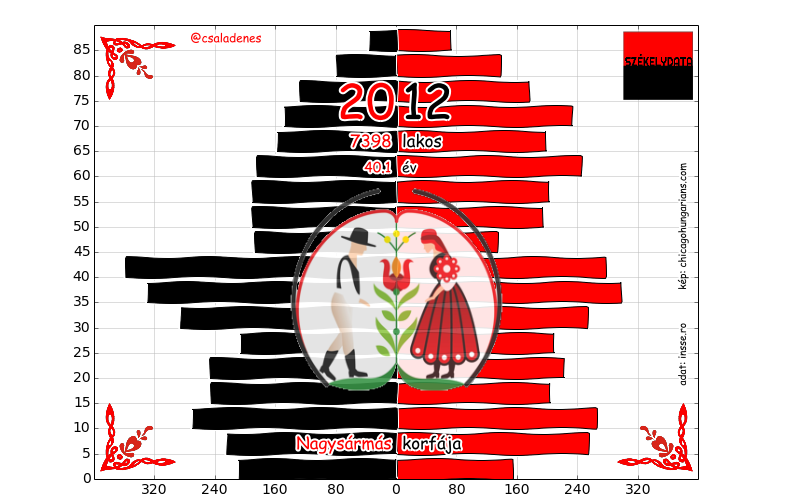 @csaladenes
SZÉKELYDATA
2012
7398 lakos
40.1 év
kép: chicagohungarians.com
adat: insse.ro
Nagysármás korfája
85
80
75
70
65
60
55
50
45
40
35
30
25
20
15
10
5
0
320 240 160 80 0 80 160 240 320